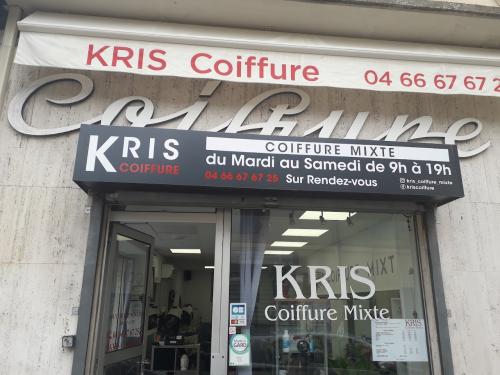 KRIS Coiffure 04 66 67 67 2
Coiffure
KRIS
COIFFURE
COIFFURE MIXTE
du Mardi au Samedi de 9h à 19h
04 66 67 67 25 Sur Rendez-vous
kris_coiffure_mixte
kriscoiffure
KRIS
Coiffure Mixte
KRIS
GARD